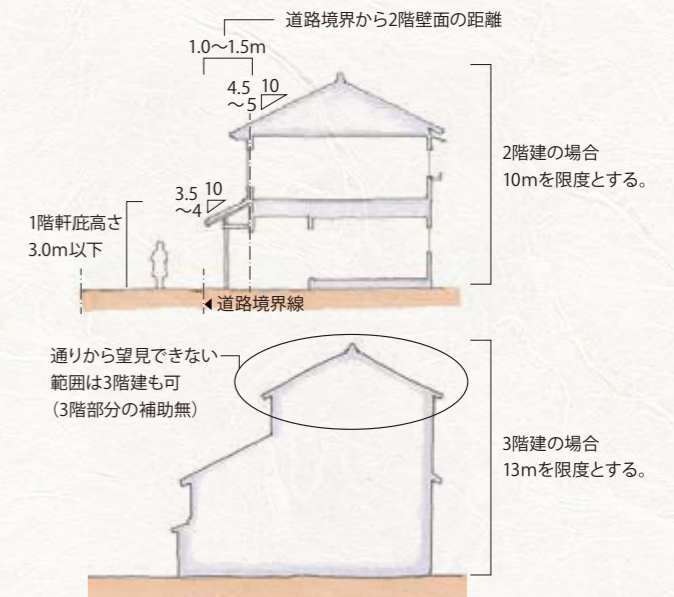 道路境界から2階壁面の距離
1.0〜1.5m
4.5
〜5
10
2階建の場合
10mを限度とする。
3.5
〜4
10
1階軒庇高さ
3.0m以下
道路境界線
通りから望見できない
範囲は3階建も可
（3階部分の補助無）
3階建の場合
13mを限度とする。